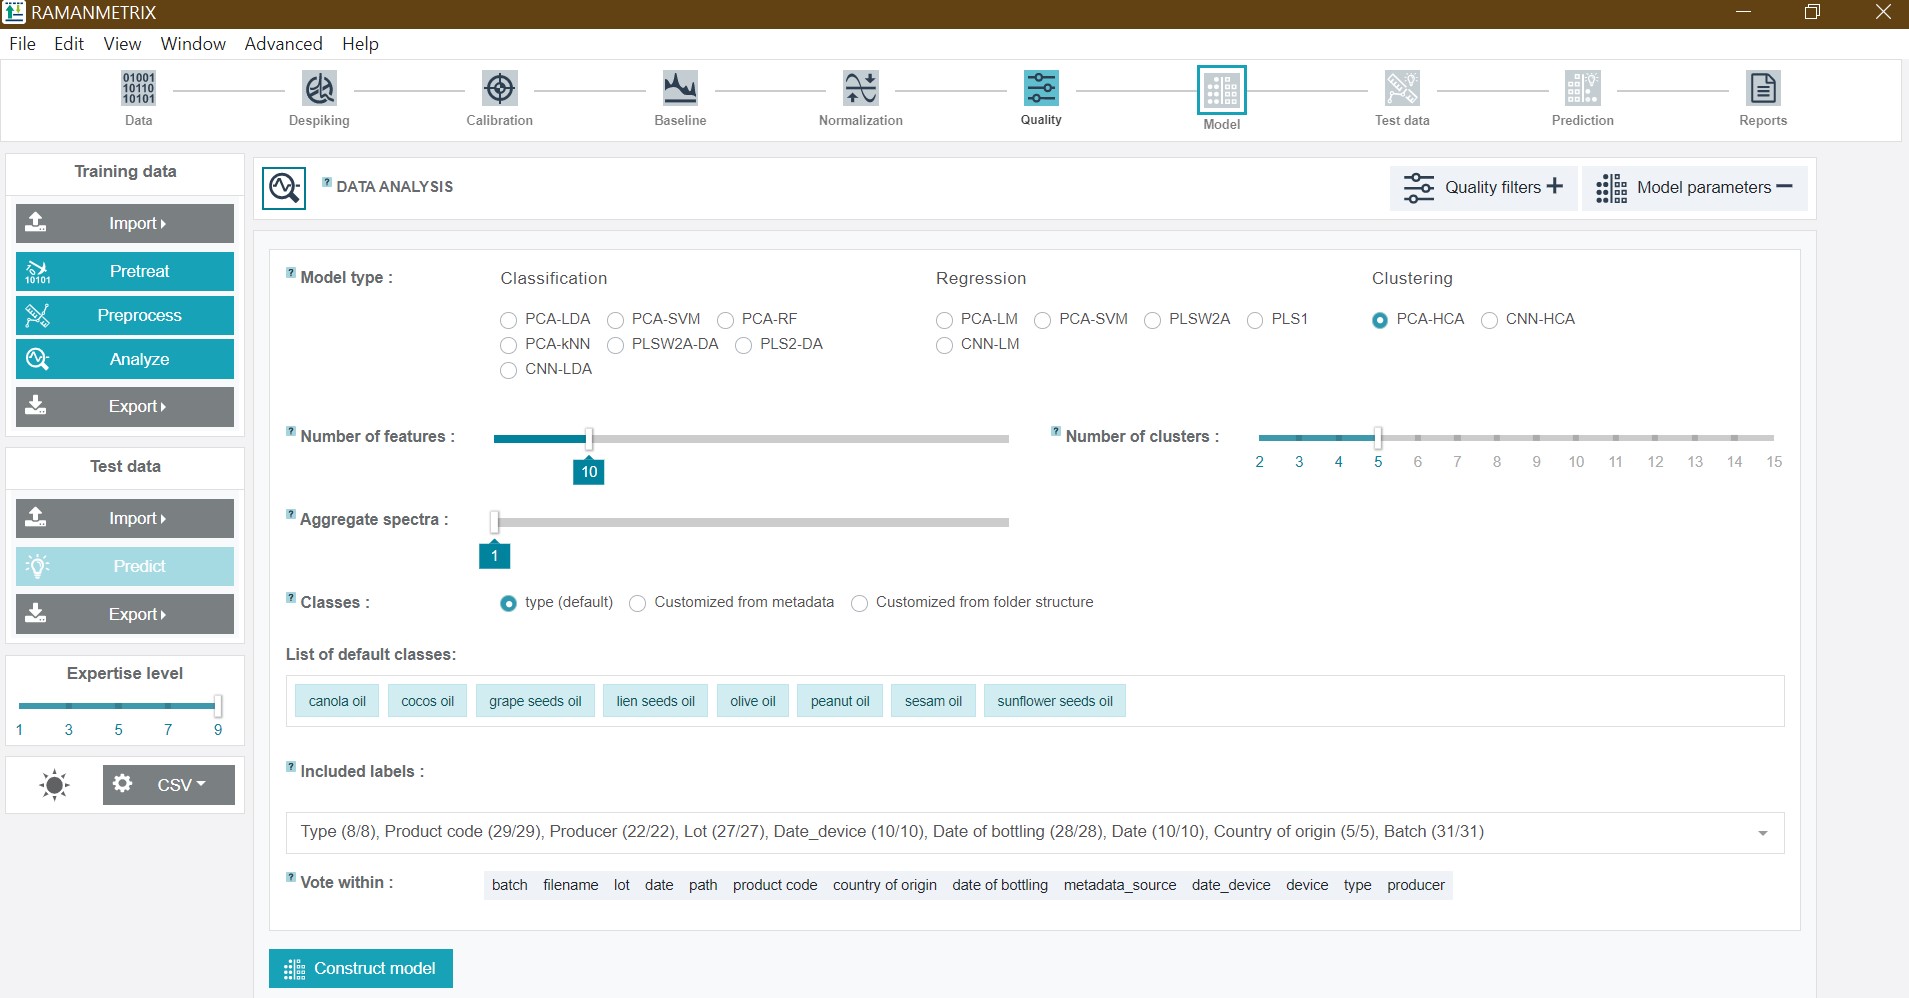 RAMANMETRIX
File Edit View Window Advanced Help
01001
10110
10101
Data Despiking Calibration Baseline Normalization Quality Model Test data Prediction Reports
Training data
Import
10101 Pretreat
Preprocess
Analyze
Export
Test data
Import
Predict
Export
Expertise level
1 3 5 7 9
CSV
? DATA ANALYSIS
Quality filters + Model parameters −
? Model type : Classification Regression Clustering
PCA-LDA PCA-SVM PCA-RF PCA-LM PCA-SVM PLSW2A PLS1 PCA-HCA CNN-HCA
PCA-kNN PLSW2A-DA PLS2-DA CNN-LM
CNN-LDA
? Number of features : ? Number of clusters :
10 2 3 4 5 6 7 8 9 10 11 12 13 14 15
? Aggregate spectra :
1
? Classes : type (default) Customized from metadata Customized from folder structure
List of default classes:
canola oil cocos oil grape seeds oil lien seeds oil olive oil peanut oil sesam oil sunflower seeds oil
? Included labels :
Type (8/8), Product code (29/29), Producer (22/22), Lot (27/27), Date_device (10/10), Date of bottling (28/28), Date (10/10), Country of origin (5/5), Batch (31/31)
? Vote within : batch filename lot date path product code country of origin date of bottling metadata_source date_device device type producer
Construct model